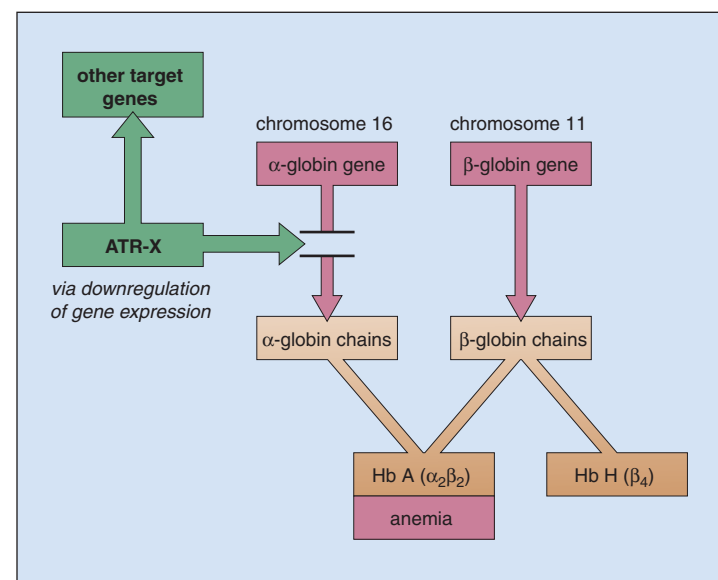 other target
genes
chromosome 16
chromosome 11
α-globin gene
β-globin gene
ATR-X
via downregulation
of gene expression
α-globin chains
β-globin chains
Hb A (α₂β₂)
Hb H (β₄)
anemia